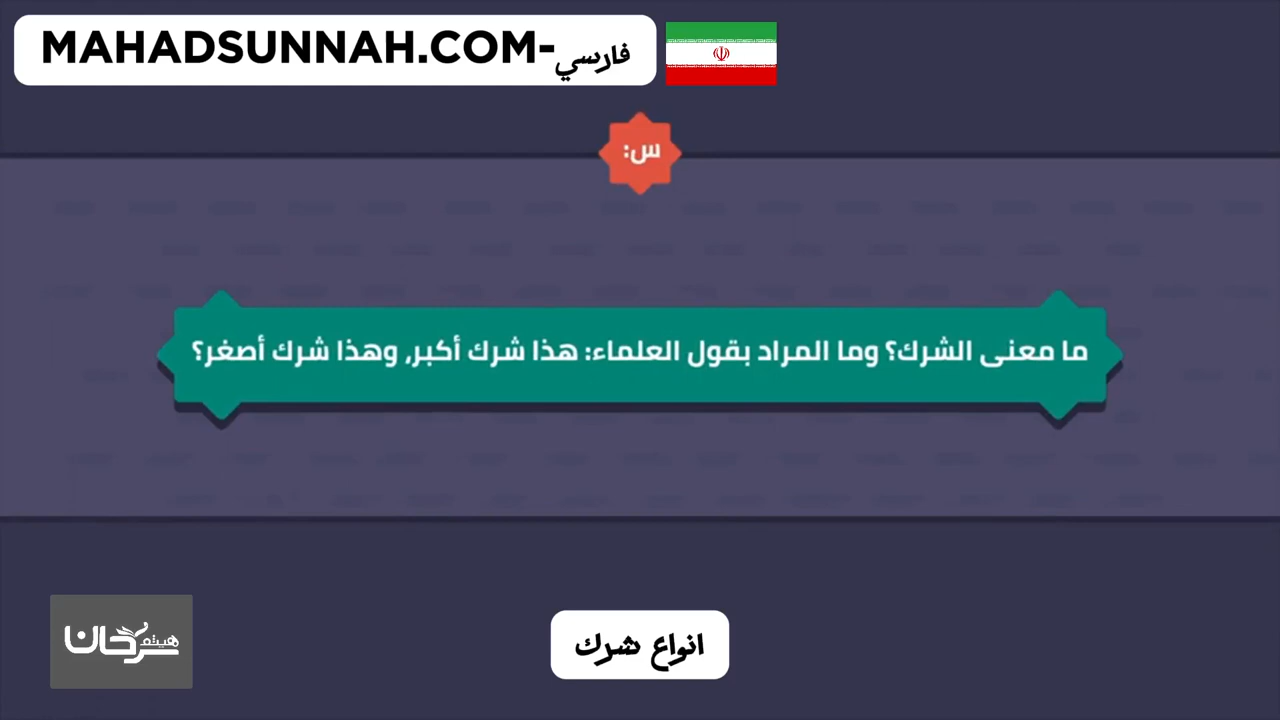 MAHADSUNNAH.COM-فارسي
س:
ما معنى الشرك؟ وما المراد بقول العلماء: هذا شرك أكبر, وهذا شرك أصغر؟
انواع شرك
هيتمـ سرحان